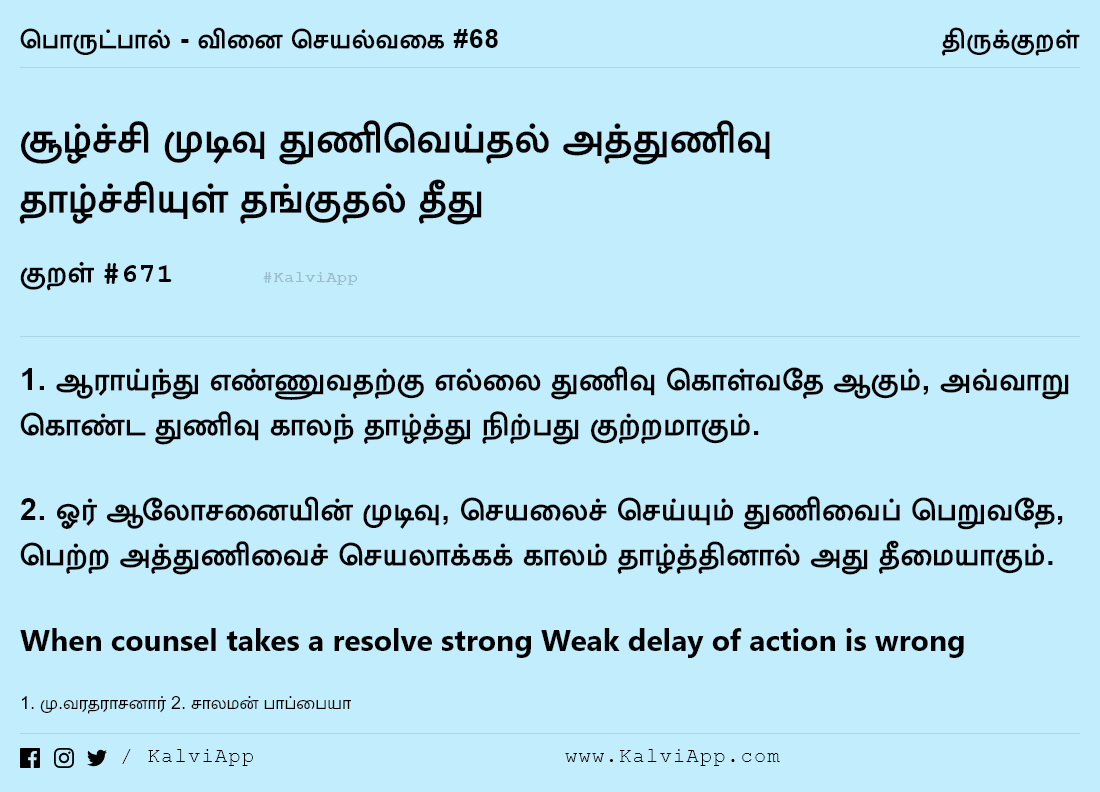 பொருட்பால் - வினை செயல்வகை #68 திருக்குறள்
சூழ்ச்சி முடிவு துணிவெய்தல் அத்துணிவு
தாழ்ச்சியுள் தங்குதல் தீது
குறள் #671 #KalviApp
1. ஆராய்ந்து எண்ணுவதற்கு எல்லை துணிவு கொள்வதே ஆகும், அவ்வாறு
கொண்ட துணிவு காலந் தாழ்த்து நிற்பது குற்றமாகும்.
2. ஓர் ஆலோசனையின் முடிவு, செயலைச் செய்யும் துணிவைப் பெறுவதே,
பெற்ற அத்துணிவைச் செயலாக்கக் காலம் தாழ்த்தினால் அது தீமையாகும்.
When counsel takes a resolve strong Weak delay of action is wrong
1. மு.வரதராசனார் 2. சாலமன் பாப்பையா
/ KalviApp www.KalviApp.com